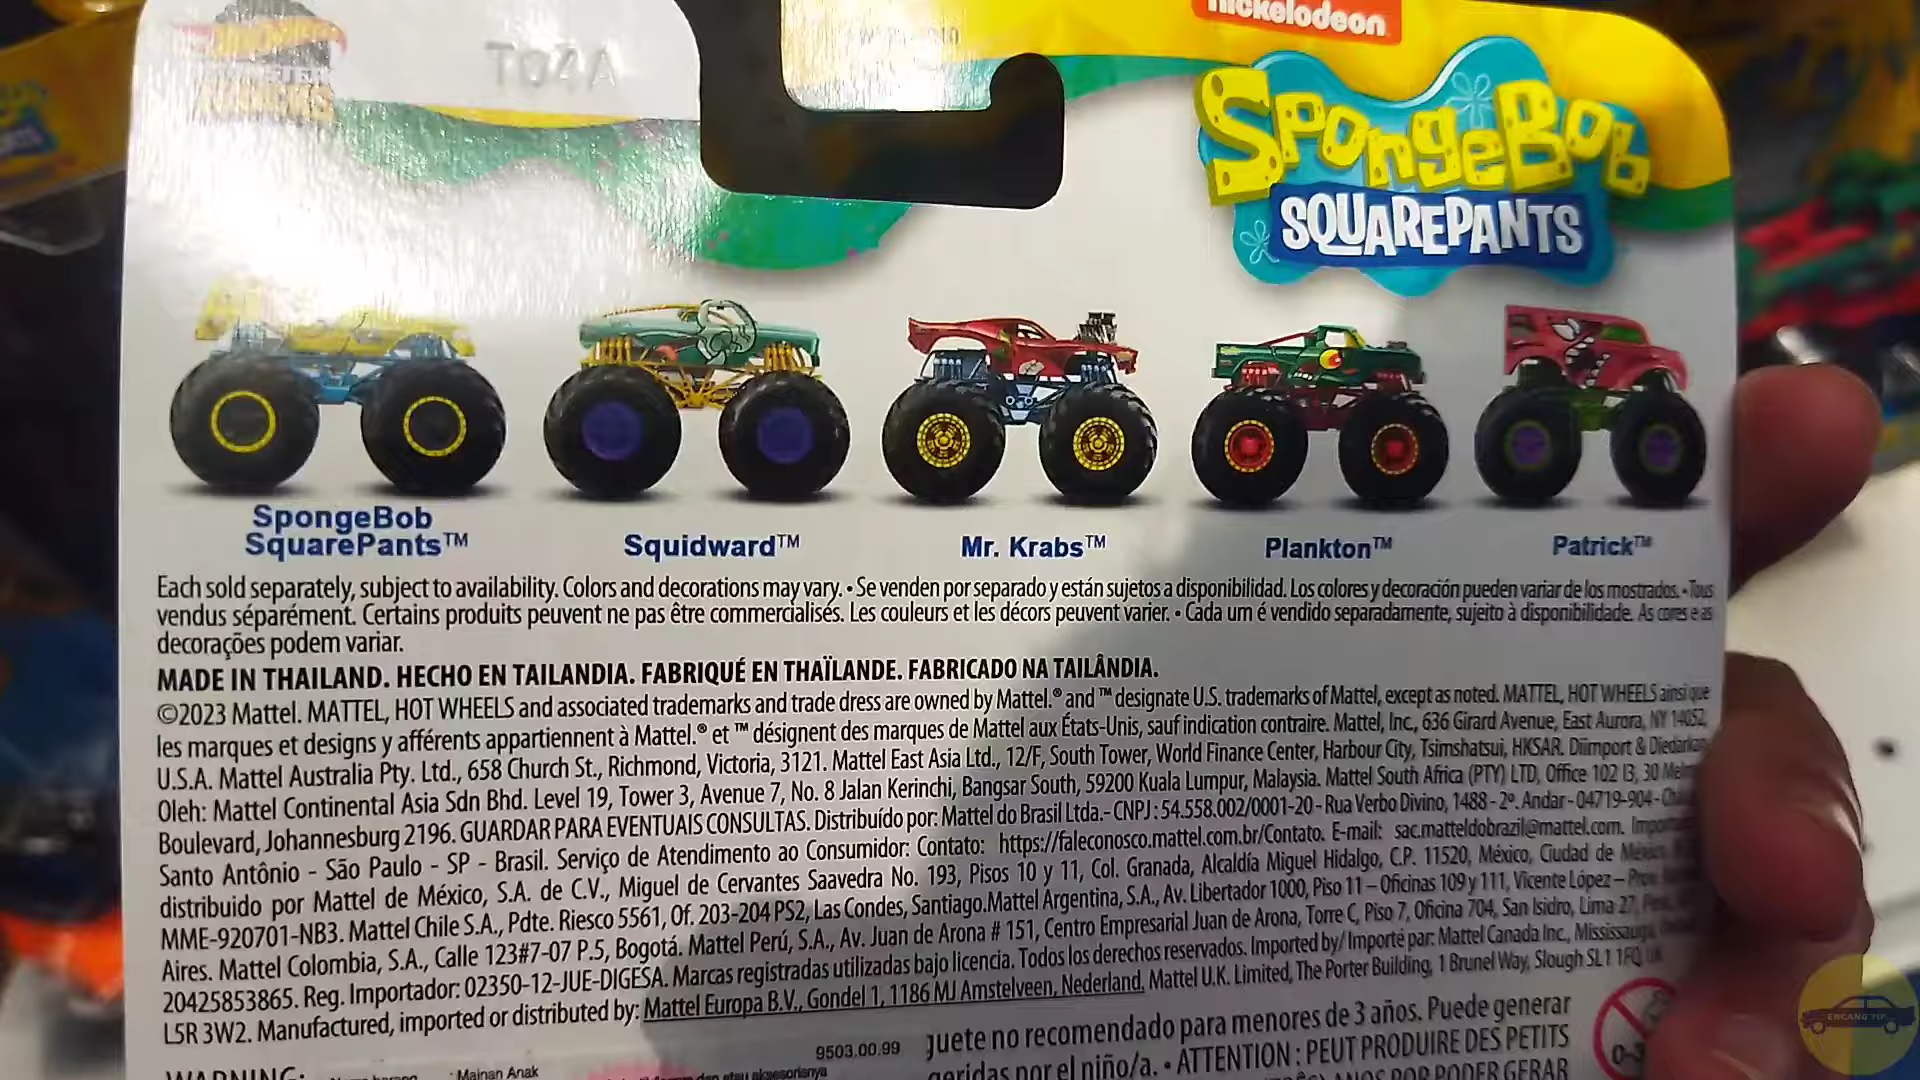 nickelodeon
T04A
SPONGEBOB
SQUAREPANTS
SpongeBob
SquarePants™
Squidward™
Mr. Krabs™
Plankton™
Patrick™
Each sold separately, subject to availability. Colors and decorations may vary. • Se venden por separado y están sujetos a disponibilidad. Los colores y decoración pueden variar de los mostrados. • Tous
vendus séparément. Certains produits peuvent ne pas être commercialisés. Les couleurs et les décors peuvent varier. • Cada um é vendido separadamente, sujeito à disponibilidade. As cores e as
decorações podem variar.
MADE IN THAILAND. HECHO EN TAILANDIA. FABRIQUÉ EN THAÏLANDE. FABRICADO NA TAILÂNDIA.
©2023 Mattel. MATTEL, HOT WHEELS and associated trademarks and trade dress are owned by Mattel.® and ™ designate U.S. trademarks of Mattel, except as noted. MATTEL, HOT WHEELS ainsi que
les marques et designs y afférents appartiennent à Mattel.® et ™ désignent des marques de Mattel aux États-Unis, sauf indication contraire. Mattel, Inc., 636 Girard Avenue, East Aurora, NY 14052,
U.S.A. Mattel Australia Pty. Ltd., 658 Church St., Richmond, Victoria, 3121. Mattel East Asia Ltd., 12/F, South Tower, World Finance Center, Harbour City, Tsimshatsui, HKSAR. Diimport & Diedarkan
Oleh: Mattel Continental Asia Sdn Bhd. Level 19, Tower 3, Avenue 7, No. 8 Jalan Kerinchi, Bangsar South, 59200 Kuala Lumpur, Malaysia. Mattel South Africa (PTY) LTD, Office 102 I3, 30
Boulevard, Johannesburg 2196. GUARDAR PARA EVENTUAIS CONSULTAS. Distribuído por: Mattel do Brasil Ltda.- CNPJ : 54.558.002/0001-20 - Rua Verbo Divino, 1488 - 2º. Andar - 04719-904 -
Santo Antônio - São Paulo - SP - Brasil. Serviço de Atendimento ao Consumidor: Contato: https://faleconosco.mattel.com.br/Contato. E-mail: sac.matteldobrazil@mattel.com.
distribuido por Mattel de México, S.A. de C.V., Miguel de Cervantes Saavedra No. 193, Pisos 10 y 11, Col. Granada, Alcaldía Miguel Hidalgo, C.P. 11520, México, Ciudad de México.
MME-920701-NB3. Mattel Chile S.A., Pdte. Riesco 5561, Of. 203-204 PS2, Las Condes, Santiago.Mattel Argentina, S.A., Av. Libertador 1000, Piso 11 – Oficinas 109 y 111, Vicente López –
Aires. Mattel Colombia, S.A., Calle 123#7-07 P.5, Bogotá. Mattel Perú, S.A., Av. Juan de Arona # 151, Centro Empresarial Juan de Arona, Torre C, Piso 7, Oficina 704, San Isidro, Lima 27,
20425853865. Reg. Importador: 02350-12-JUE-DIGESA. Marcas registradas utilizadas bajo licencia. Todos los derechos reservados. Imported by/ Importé par: Mattel Canada Inc., Mississauga,
L5R 3W2. Manufactured, imported or distributed by: Mattel Europa B.V., Gondel 1, 1186 MJ Amstelveen, Nederland. Mattel U.K. Limited, The Porter Building, 1 Brunel Way, Slough SL1 1FQ, UK
9503.00.99
guete no recomendado para menores de 3 años. Puede generar
geridas por el niño/a. • ATTENTION : PEUT PRODUIRE DES PETITS
ANOS POR PODER GERAR
0-3
WARNING:
: Mainan Anak
ENCANG YIP